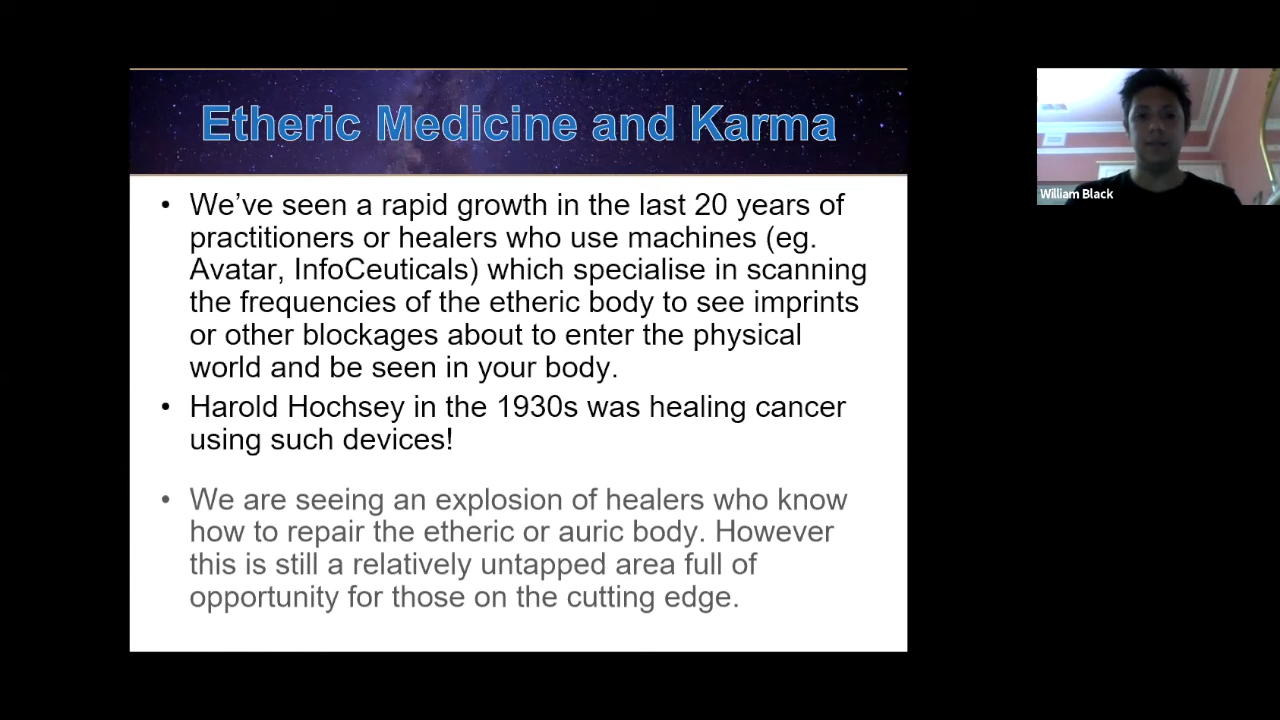 Etheric Medicine and Karma
• We've seen a rapid growth in the last 20 years of
practitioners or healers who use machines (eg.
Avatar, InfoCeuticals) which specialise in scanning
the frequencies of the etheric body to see imprints
or other blockages about to enter the physical
world and be seen in your body.
• Harold Hochsey in the 1930s was healing cancer
using such devices!
• We are seeing an explosion of healers who know
how to repair the etheric or auric body. However
this is still a relatively untapped area full of
opportunity for those on the cutting edge.
William Black